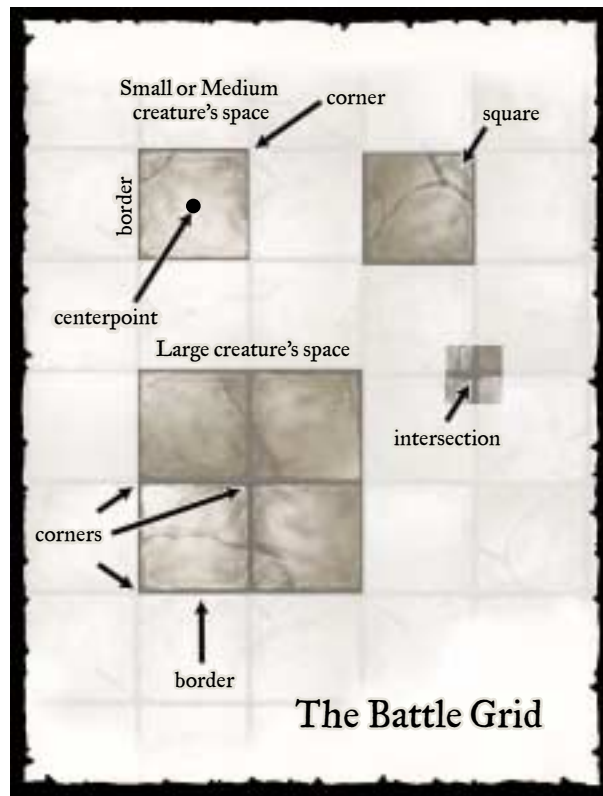 Small or Medium
creature's space
corner
square
border
centerpoint
Large creature's space
intersection
corners
border
The Battle Grid